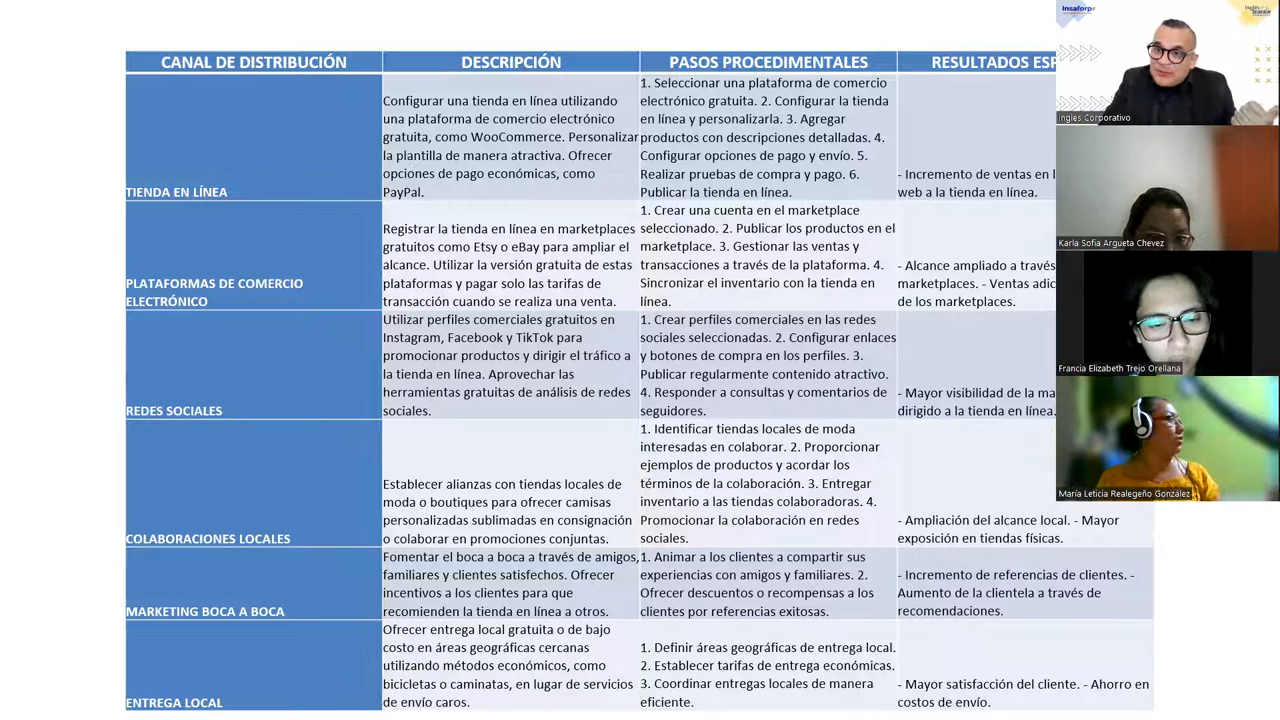 CANAL DE DISTRIBUCIÓN
DESCRIPCIÓN
PASOS PROCEDIMENTALES
RESULTADOS ESP
Configurar una tienda en línea utilizando
una plataforma de comercio electrónico
gratuita, como WooCommerce. Personalizar
la plantilla de manera atractiva. Ofrecer
opciones de pago económicas, como
PayPal.
TIENDA EN LÍNEA
1. Seleccionar una plataforma de comercio
electrónico gratuita. 2. Configurar la tienda
en línea y personalizarla. 3. Agregar
productos con descripciones detalladas. 4.
Configurar opciones de pago y envío. 5.
Realizar pruebas de compra y pago. 6.
Publicar la tienda en línea.
- Incremento de ventas en l
web a la tienda en línea.
PLATAFORMAS DE COMERCIO
ELECTRÓNICO
Registrar la tienda en línea en marketplaces
gratuitos como Etsy o eBay para ampliar el
alcance. Utilizar la versión gratuita de estas
plataformas y pagar solo las tarifas de
transacción cuando se realiza una venta.
1. Crear una cuenta en el marketplace
seleccionado. 2. Publicar los productos en el
marketplace. 3. Gestionar las ventas y
transacciones a través de la plataforma. 4.
Sincronizar el inventario con la tienda en
línea.
- Alcance ampliado a través
marketplaces. - Ventas adic
de los marketplaces.
REDES SOCIALES
Utilizar perfiles comerciales gratuitos en
Instagram, Facebook y TikTok para
promocionar productos y dirigir el tráfico a
la tienda en línea. Aprovechar las
herramientas gratuitas de análisis de redes
sociales.
1. Crear perfiles comerciales en las redes
sociales seleccionadas. 2. Configurar enlaces
y botones de compra en los perfiles. 3.
Publicar regularmente contenido atractivo.
4. Responder a consultas y comentarios de
seguidores.
- Mayor visibilidad de la ma
dirigido a la tienda en línea.
COLABORACIONES LOCALES
Establecer alianzas con tiendas locales de
moda o boutiques para ofrecer camisas
personalizadas sublimadas en consignación
o colaborar en promociones conjuntas.
1. Identificar tiendas locales de moda
interesadas en colaborar. 2. Proporcionar
ejemplos de productos y acordar los
términos de la colaboración. 3. Entregar
inventario a las tiendas colaboradoras. 4.
Promocionar la colaboración en redes
sociales.
- Ampliación del alcance local. - Mayor
exposición en tiendas físicas.
MARKETING BOCA A BOCA
Fomentar el boca a boca a través de amigos,
familiares y clientes satisfechos. Ofrecer
incentivos a los clientes para que
recomienden la tienda en línea a otros.
1. Animar a los clientes a compartir sus
experiencias con amigos y familiares. 2.
Ofrecer descuentos o recompensas a los
clientes por referencias exitosas.
- Incremento de referencias de clientes. -
Aumento de la clientela a través de
recomendaciones.
ENTREGA LOCAL
Ofrecer entrega local gratuita o de bajo
costo en áreas geográficas cercanas
utilizando métodos económicos, como
bicicletas o caminatas, en lugar de servicios
de envío caros.
1. Definir áreas geográficas de entrega local.
2. Establecer tarifas de entrega económicas.
3. Coordinar entregas locales de manera
eficiente.
- Mayor satisfacción del cliente. - Ahorro en
costos de envío.
insaforp
Ingles Corporativo
Karla Sofia Argueta Chevez
Francia Elizabeth Trejo Orellana
María Leticia Realegeño González